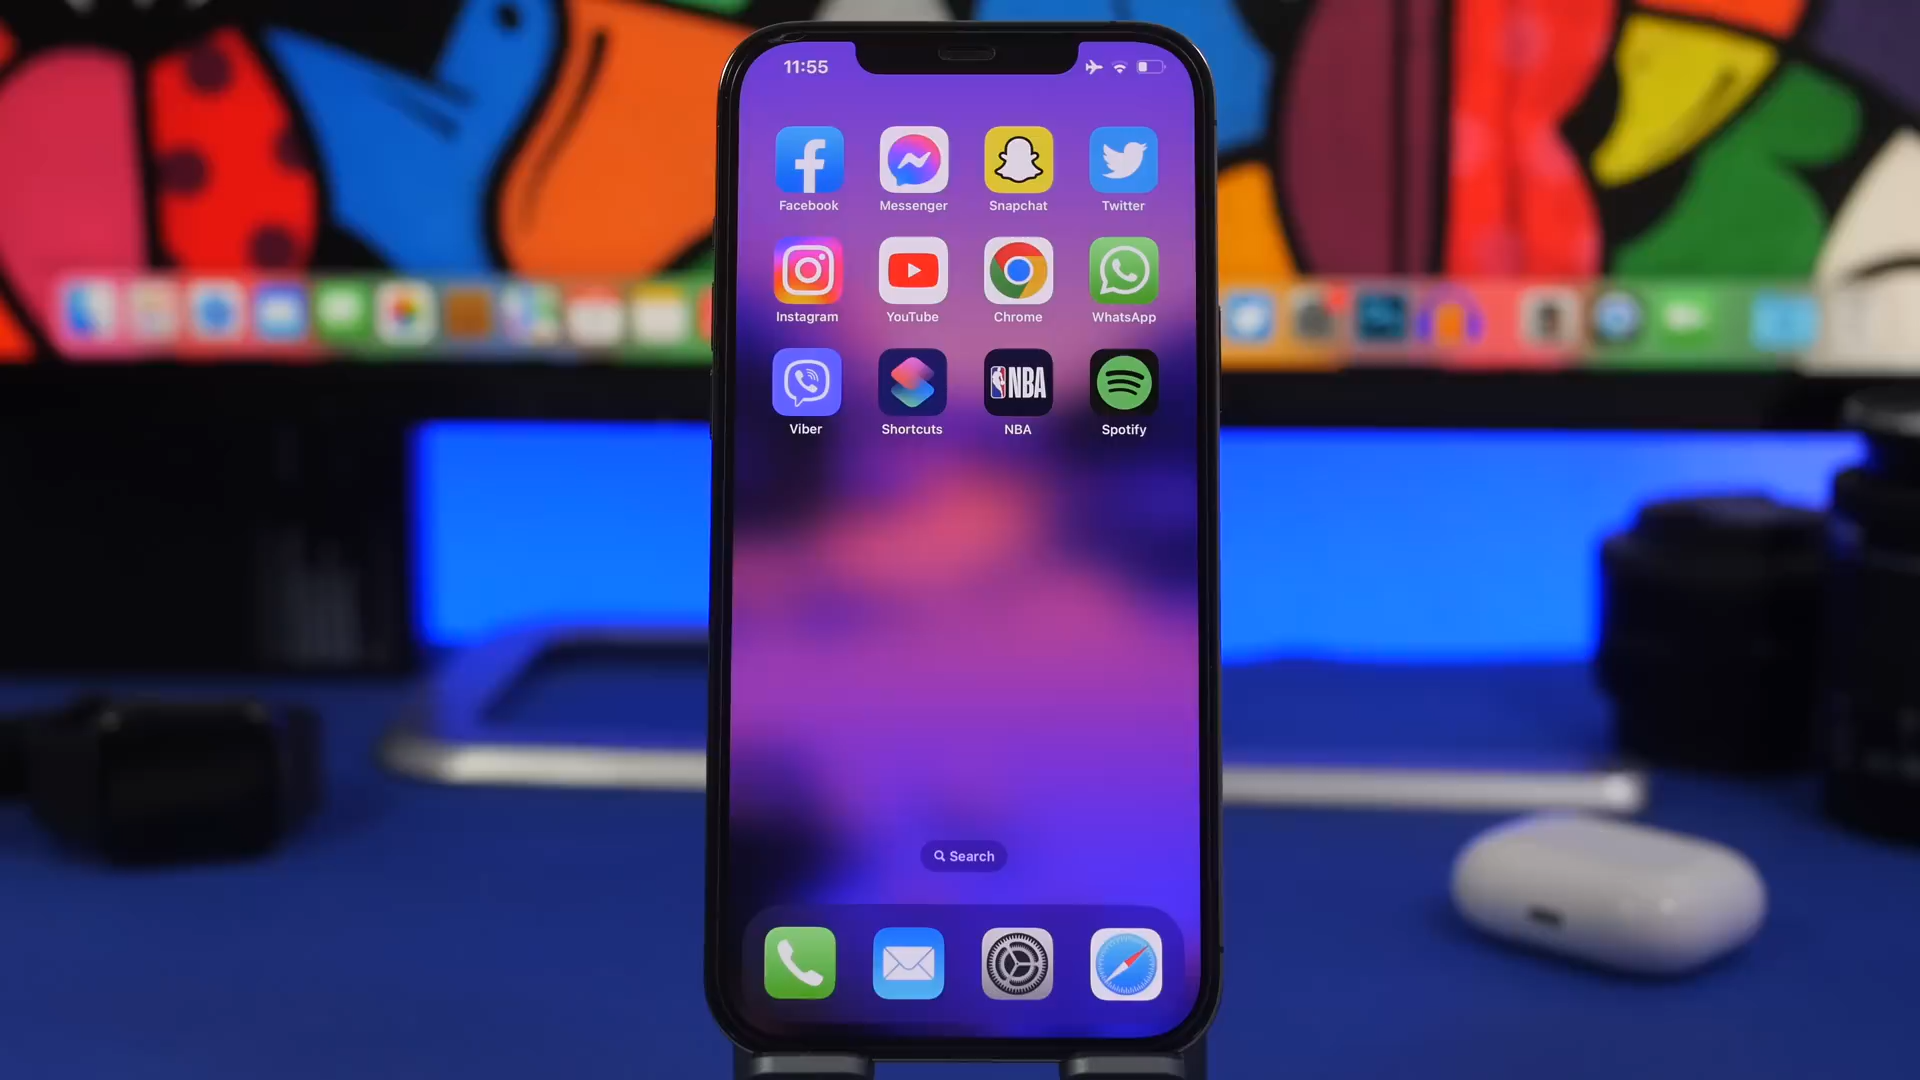 11:55
Facebook Messenger Snapchat Twitter
Instagram YouTube Chrome WhatsApp
NBA
Viber Shortcuts NBA Spotify
Search